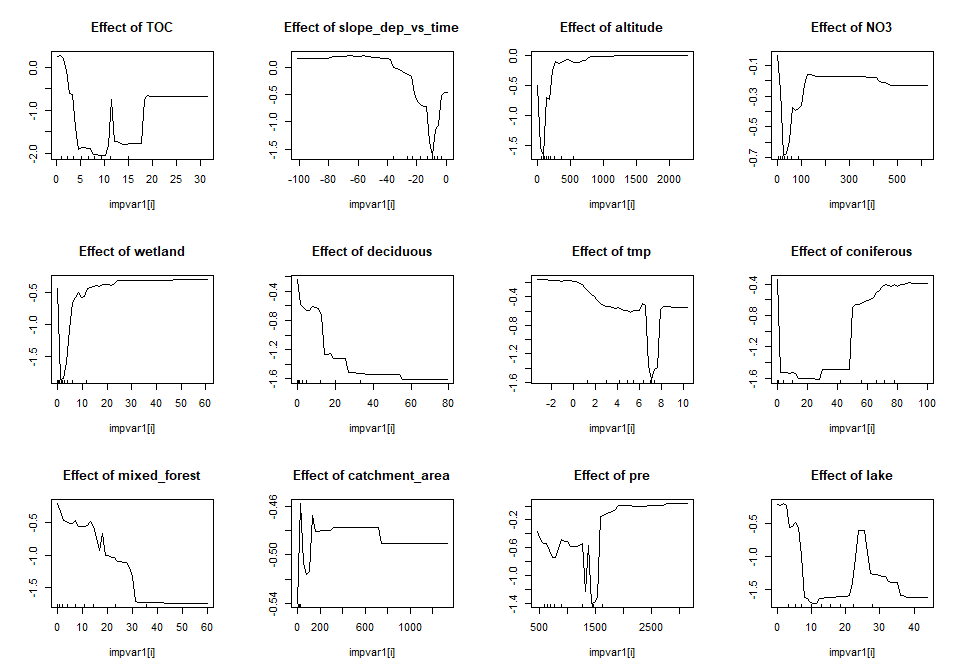 Effect of TOC
0.0
-1.0
-2.0
0 5 10 15 20 25 30
impvar1[i]
Effect of slope_dep_vs_time
0.0
-0.5
-1.0
-1.5
-100 -80 -60 -40 -20 0
impvar1[i]
Effect of altitude
0.0
-0.5
-1.0
-1.5
0 500 1000 1500 2000
impvar1[i]
Effect of NO3
-0.1
-0.3
-0.5
-0.7
0 100 300 500
impvar1[i]
Effect of wetland
-0.5
-1.0
-1.5
0 10 20 30 40 50 60
impvar1[i]
Effect of deciduous
-0.4
-0.8
-1.2
-1.6
0 20 40 60 80
impvar1[i]
Effect of tmp
-0.4
-0.8
-1.2
-1.6
-2 0 2 4 6 8 10
impvar1[i]
Effect of coniferous
-0.4
-0.8
-1.2
-1.6
0 20 40 60 80 100
impvar1[i]
Effect of mixed_forest
-0.5
-1.0
-1.5
0 10 20 30 40 50 60
impvar1[i]
Effect of catchment_area
-0.46
-0.50
-0.54
0 200 600 1000
impvar1[i]
Effect of pre
-0.2
-0.6
-1.0
-1.4
500 1500 2500
impvar1[i]
Effect of lake
-0.5
-1.0
-1.5
0 10 20 30 40
impvar1[i]